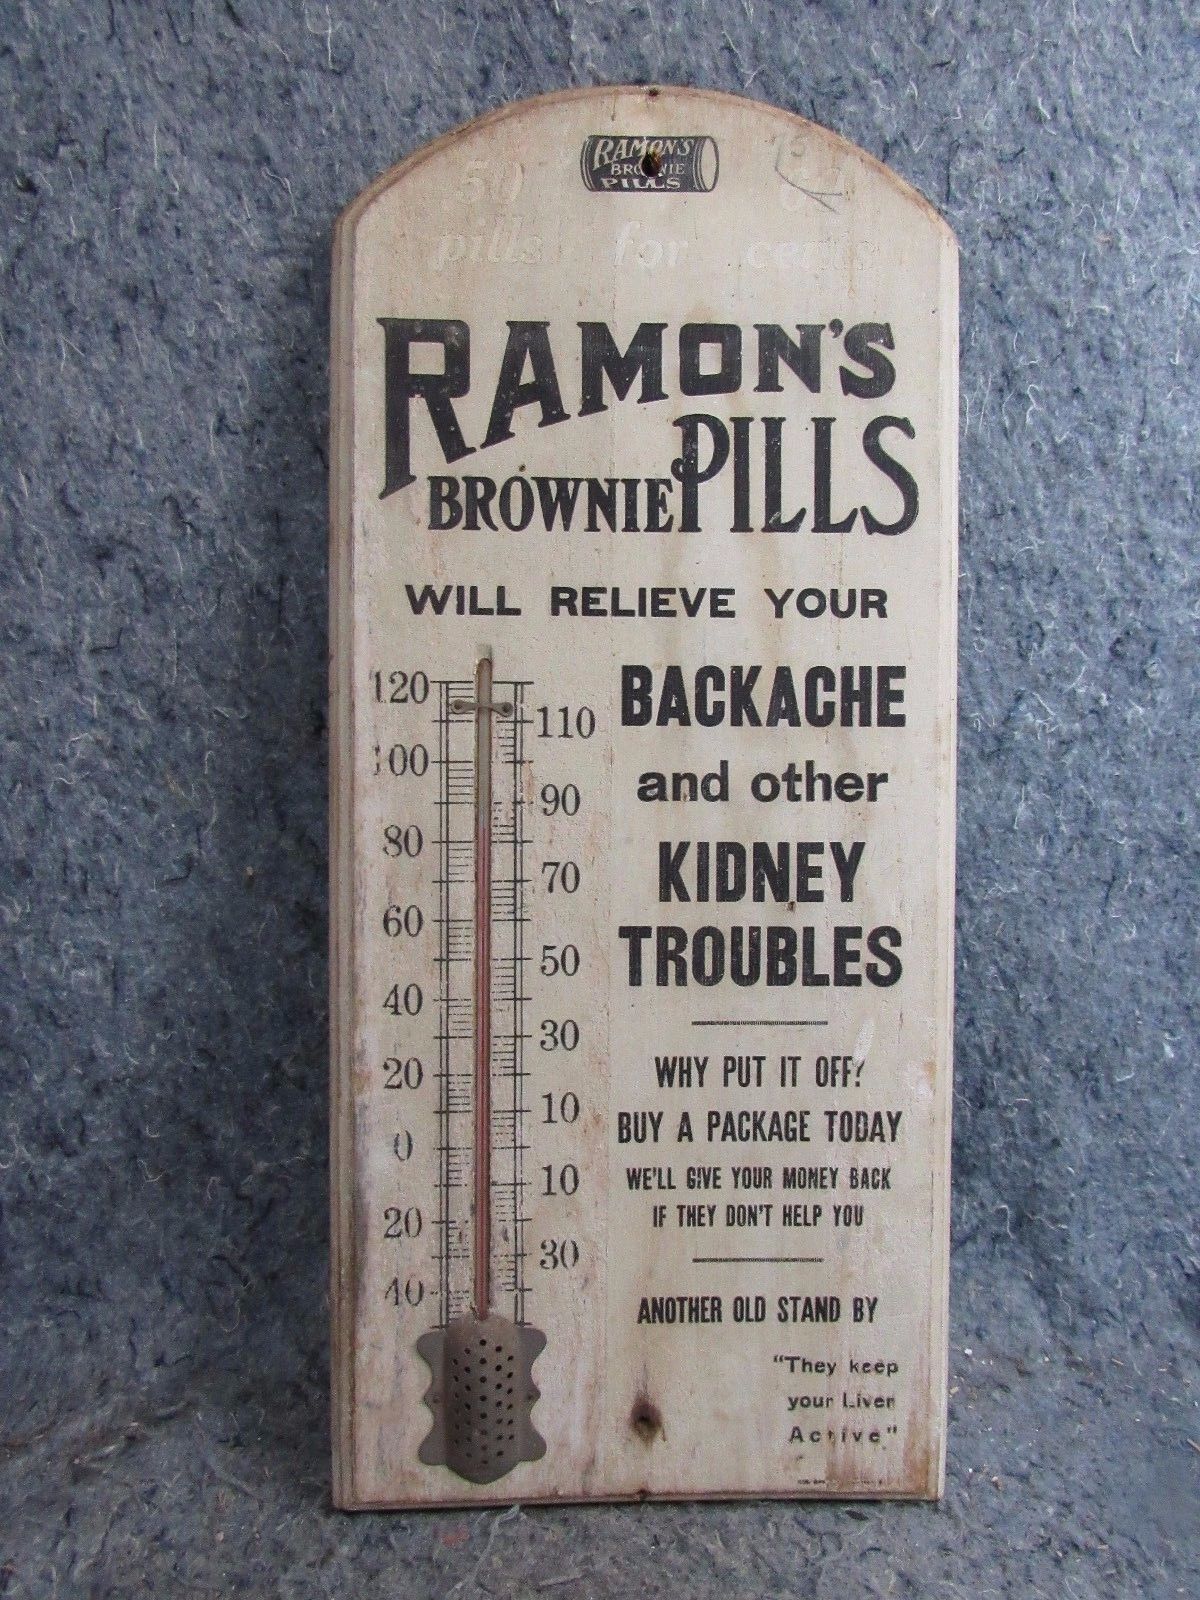 RAMON'S
BROWNIE
PILLS
50
pills for cents
RAMON'S
BROWNIE PILLS
WILL RELIEVE YOUR
BACKACHE
and other
KIDNEY
TROUBLES
120
110
100
90
80
70
60
50
40
30
20
10
0
10
20
30
40
WHY PUT IT OFF?
BUY A PACKAGE TODAY
WE'LL GIVE YOUR MONEY BACK
IF THEY DON'T HELP YOU
ANOTHER OLD STAND BY
"They keep
your Liver
Active"